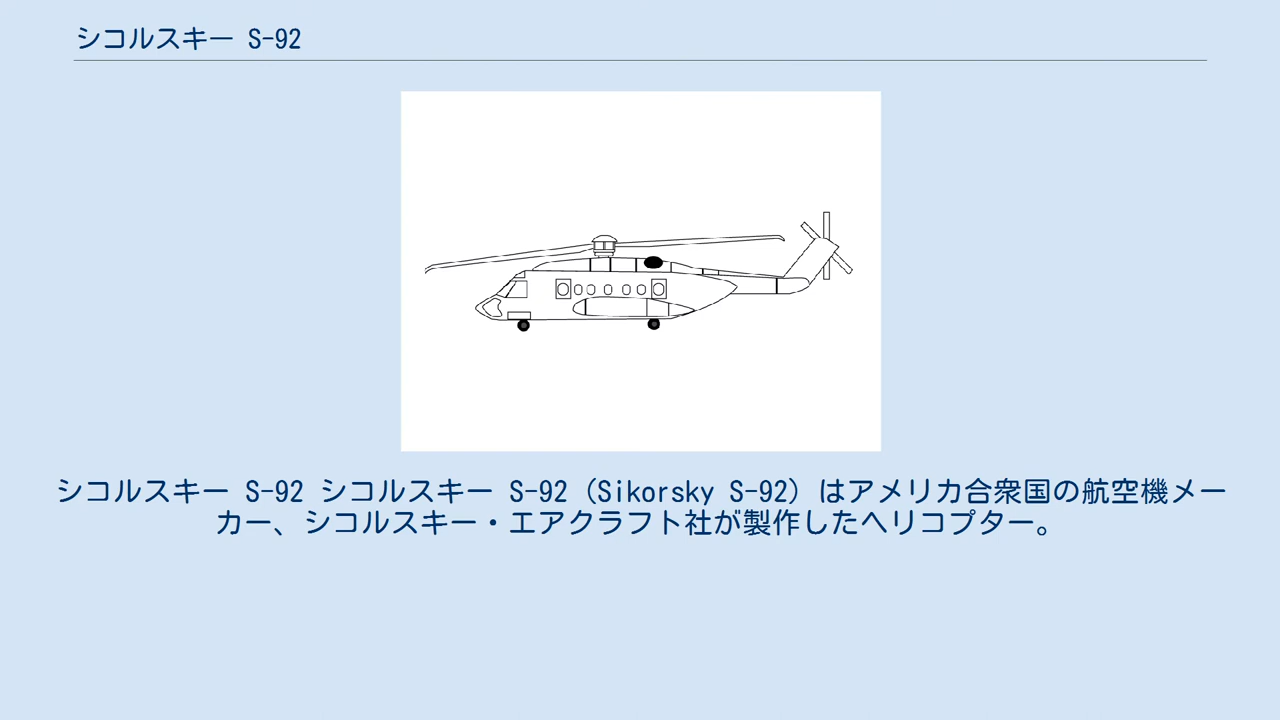 シコルスキー S-92
シコルスキー S-92 シコルスキー S-92（Sikorsky S-92）はアメリカ合衆国の航空機メー
カー、シコルスキー・エアクラフト社が製作したヘリコプター。